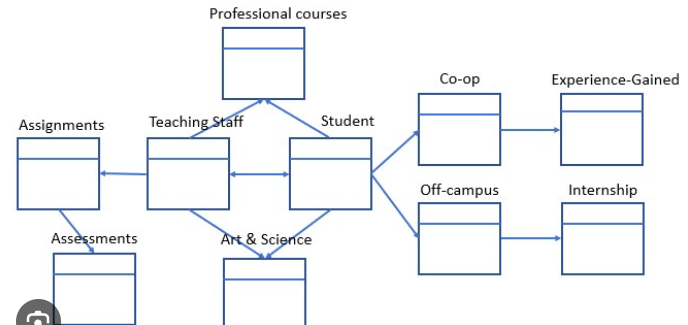 Professional courses
Co-op
Experience-Gained
Assignments
Teaching Staff
Student
Off-campus
Internship
Assessments
Art & Science